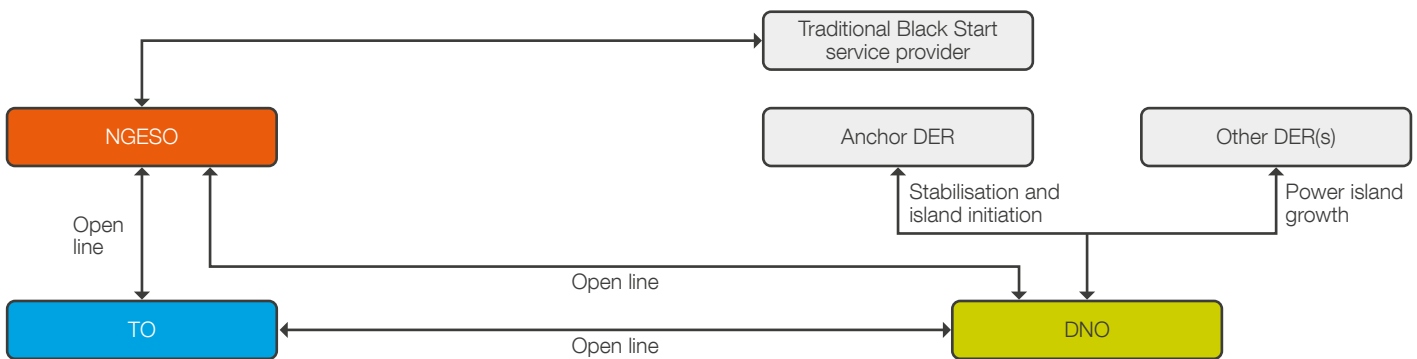 Traditional Black Start
service provider
NGESO
Anchor DER
Other DER(s)
Stabilisation and
island initiation
Power island
growth
Open
line
Open line
TO
DNO
Open line